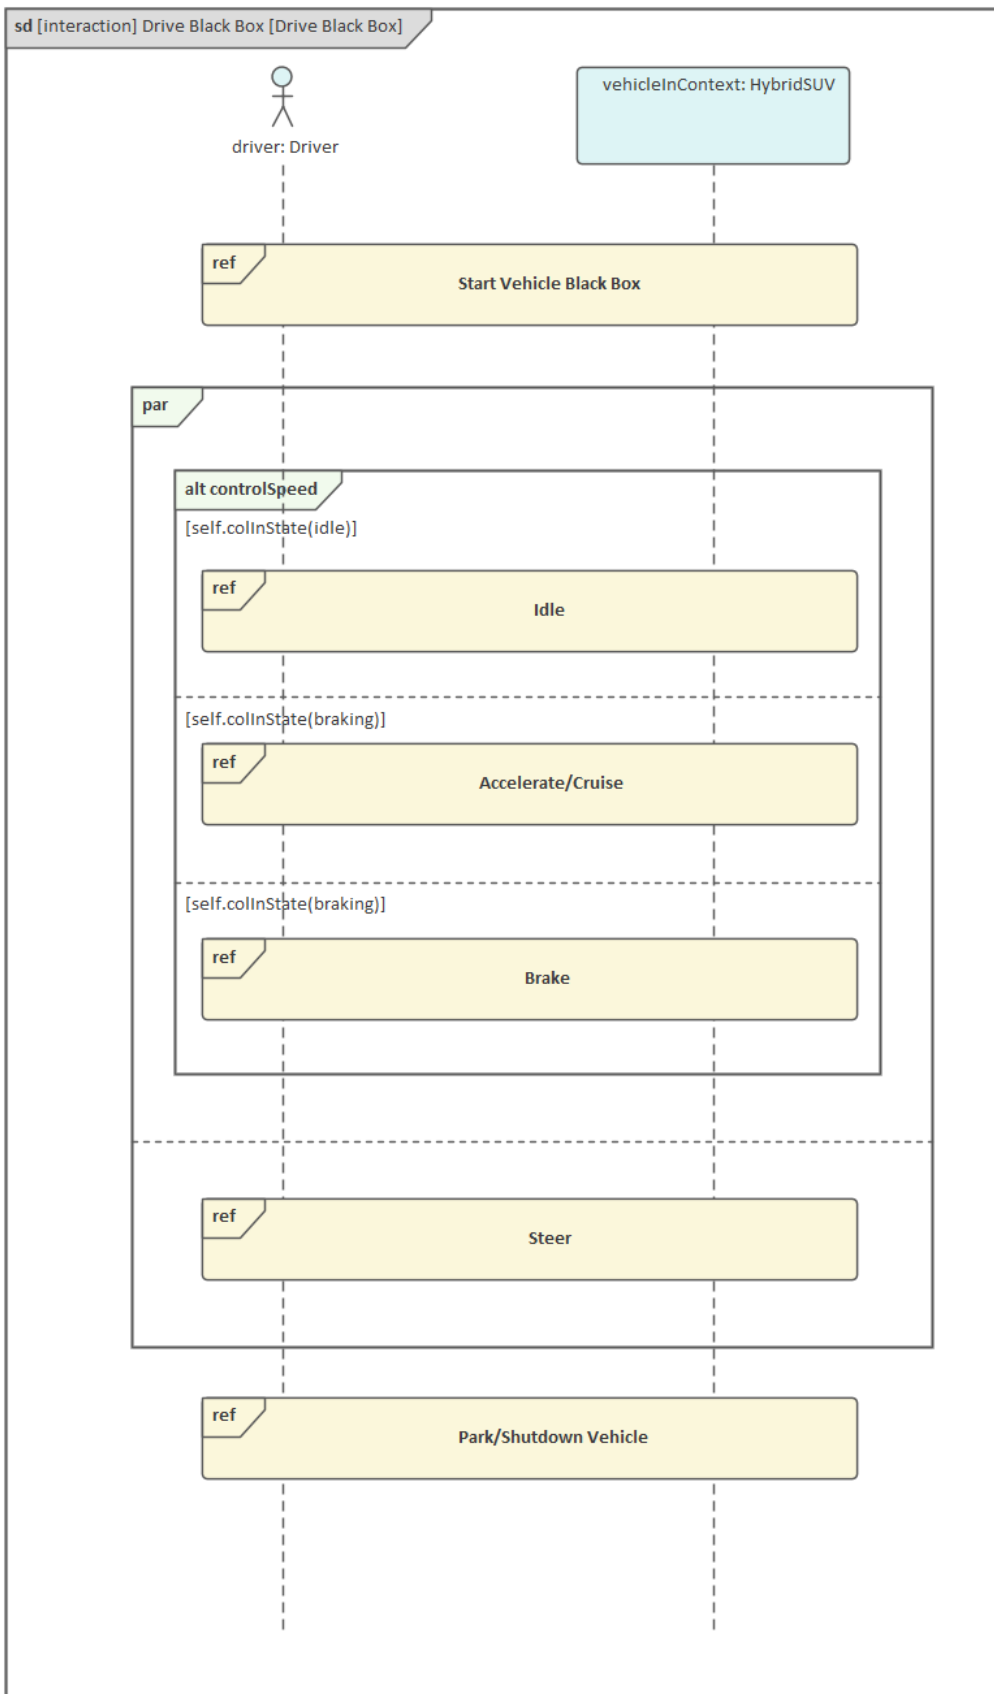 sd [interaction] Drive Black Box [Drive Black Box]
driver: Driver
vehicleInContext: HybridSUV
ref
Start Vehicle Black Box
par
alt controlSpeed
[self.colInState(idle)]
ref
Idle
[self.colInState(braking)]
ref
Accelerate/Cruise
[self.colInState(braking)]
ref
Brake
ref
Steer
ref
Park/Shutdown Vehicle